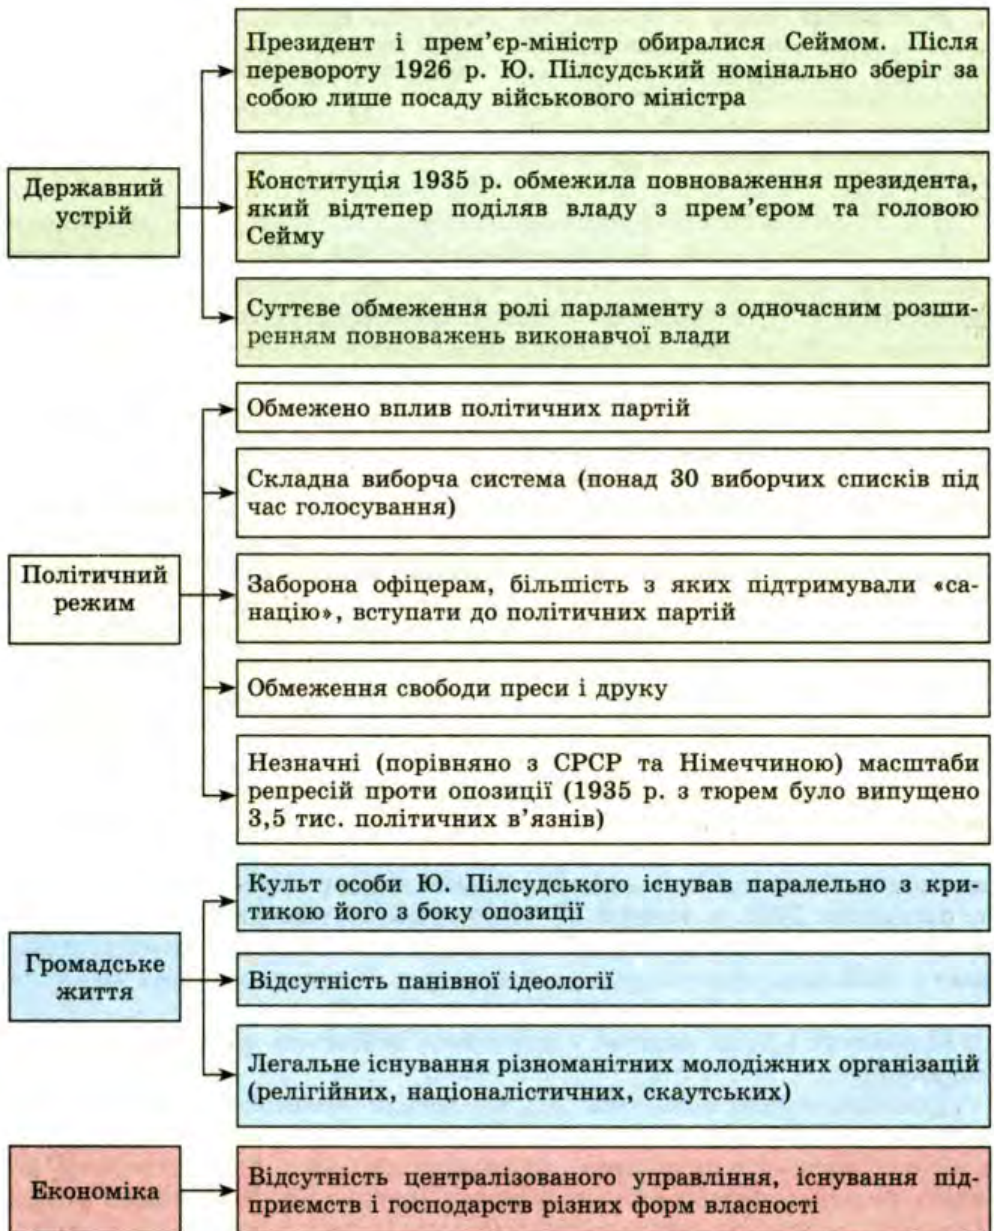 Державний
устрій
Президент і прем’єр-міністр обиралися Сеймом. Після
перевороту 1926 р. Ю. Пілсудський номінально зберіг за
собою лише посаду військового міністра
Конституція 1935 р. обмежила повноваження президента,
який відтепер поділяв владу з прем’єром та головою
Сейму
Суттєве обмеження ролі парламенту з одночасним розши-
ренням повноважень виконавчої влади
Політичний
режим
Обмежено вплив політичних партій
Складна виборча система (понад 30 виборчих списків під
час голосування)
Заборона офіцерам, більшість з яких підтримували «са-
націю», вступати до політичних партій
Обмеження свободи преси і друку
Незначні (порівняно з СРСР та Німеччиною) масштаби
репресій проти опозиції (1935 р. з тюрем було випущено
3,5 тис. політичних в’язнів)
Громадське
життя
Культ особи Ю. Пілсудського існував паралельно з кри-
тикою його з боку опозиції
Відсутність панівної ідеології
Легальне існування різноманітних молодіжних організацій
(релігійних, націоналістичних, скаутських)
Економіка
Відсутність централізованого управління, існування під-
приємств і господарств різних форм власності